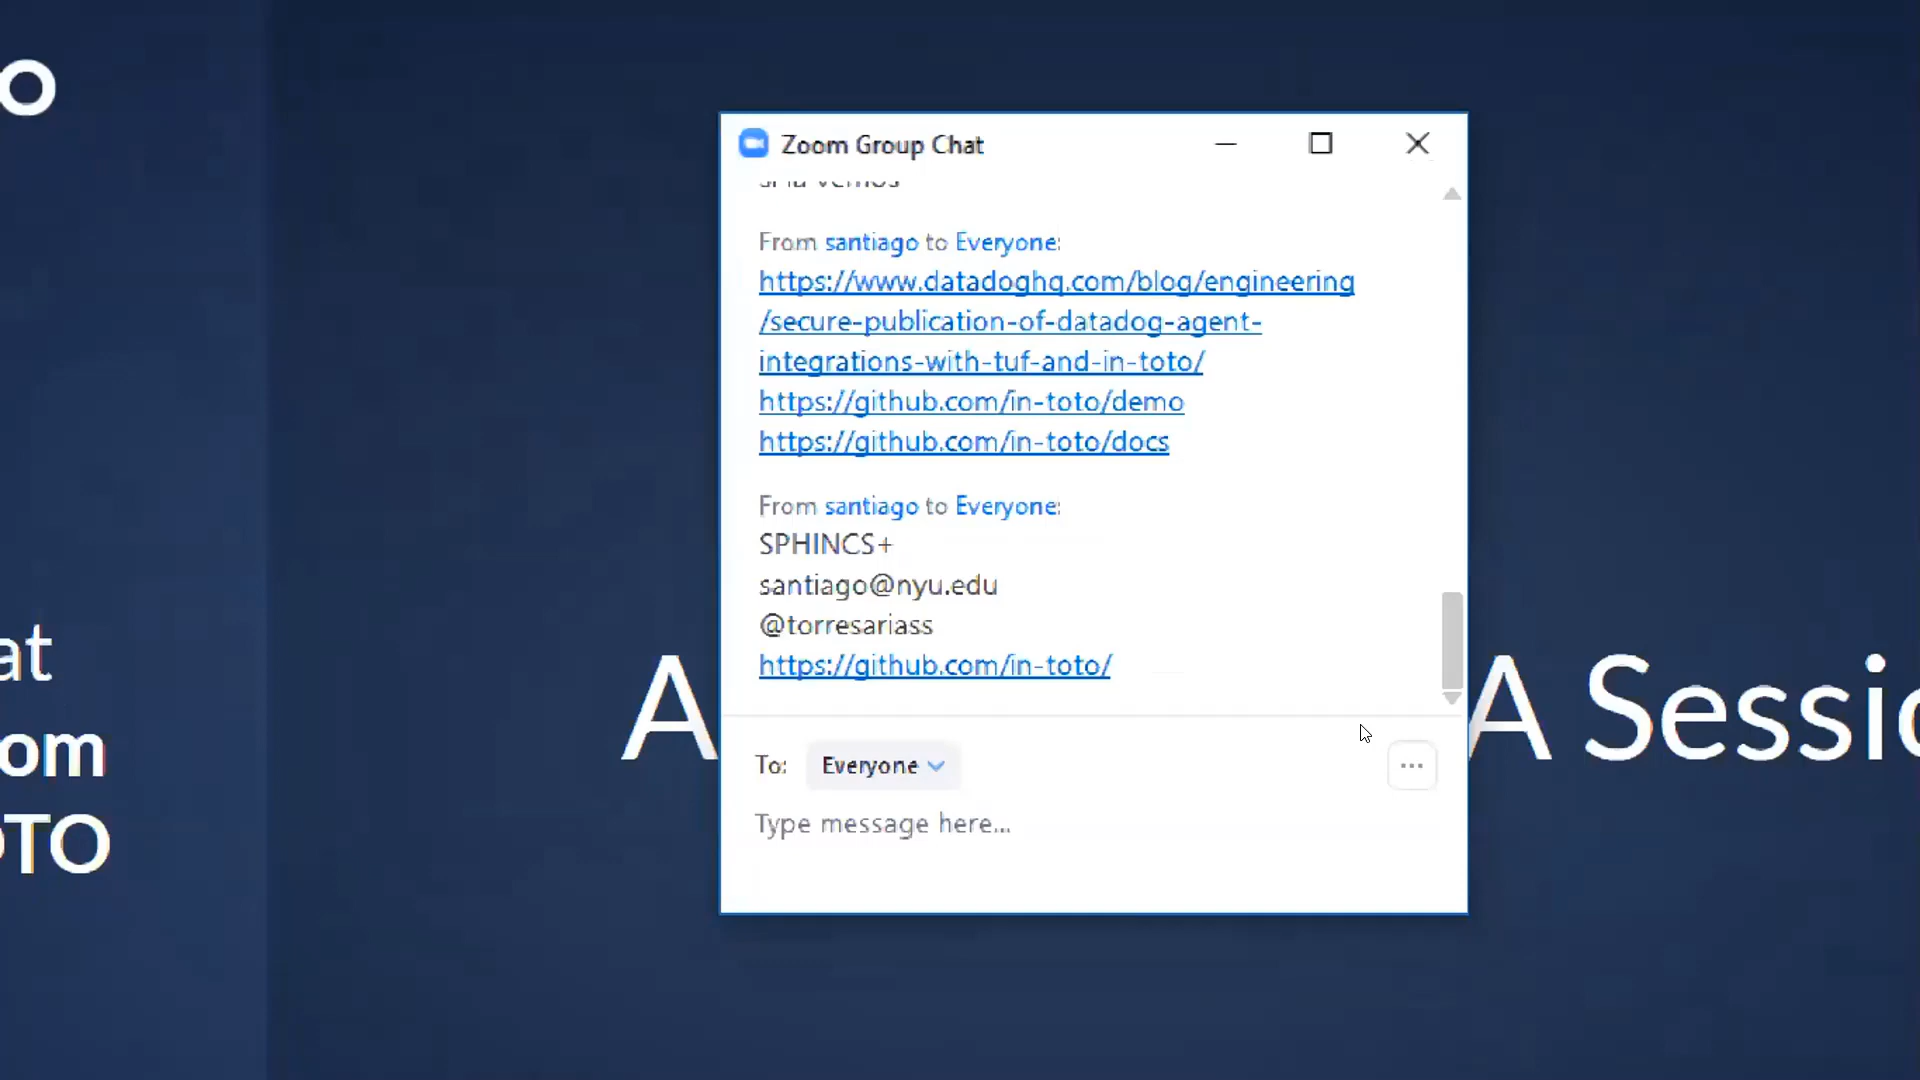 Zoom Group Chat
From santiago to Everyone:
https://www.datadoghq.com/blog/engineering
/secure-publication-of-datadog-agent-
integrations-with-tuf-and-in-toto/
https://github.com/in-toto/demo
https://github.com/in-toto/docs
From santiago to Everyone:
SPHINCS+
santiago@nyu.edu
@torresariass
https://github.com/in-toto/
To: Everyone
Type message here...
A
A Sessio
at
om
OTO
o